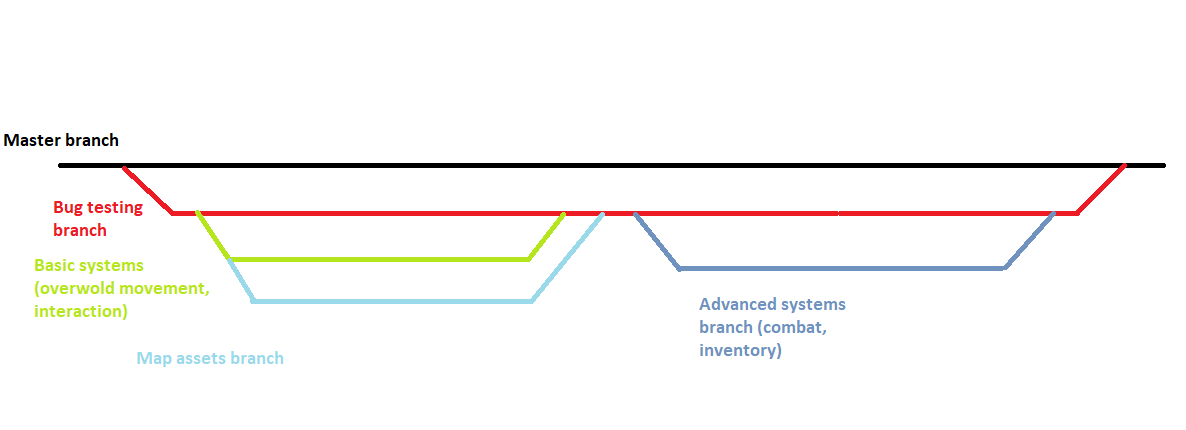 Master branch
Bug testing
branch
Basic systems
(overwold movement,
interaction)
Map assets branch
Advanced systems
branch (combat,
inventory)